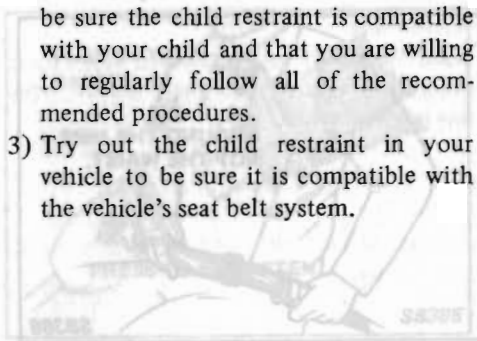 be sure the child restraint is compatible
with your child and that you are willing
to regularly follow all of the recom-
mended procedures.
3) Try out the child restraint in your
vehicle to be sure it is compatible with
the vehicle's seat belt system.